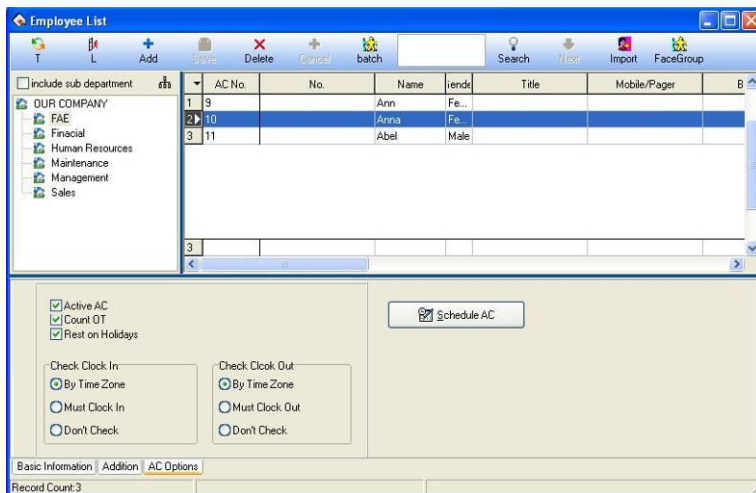 Employee List
T L Add Save Delete Cancel batch Search Next Import FaceGroup
include sub department
AC No. No. Name Gende Title Mobile/Pager B
OUR COMPANY
FAE
Finacial
Human Resources
Maintenance
Management
Sales
1 9 Ann Fe...
2 10 Anna Fe...
3 11 Abel Male
3
Active AC
Count OT
Rest on Holidays
Schedule AC
Check Clock In
By Time Zone
Must Clock In
Don't Check
Check Clcok Out
By Time Zone
Must Clock Out
Don't Check
Basic Information Addition AC Options
Record Count:3